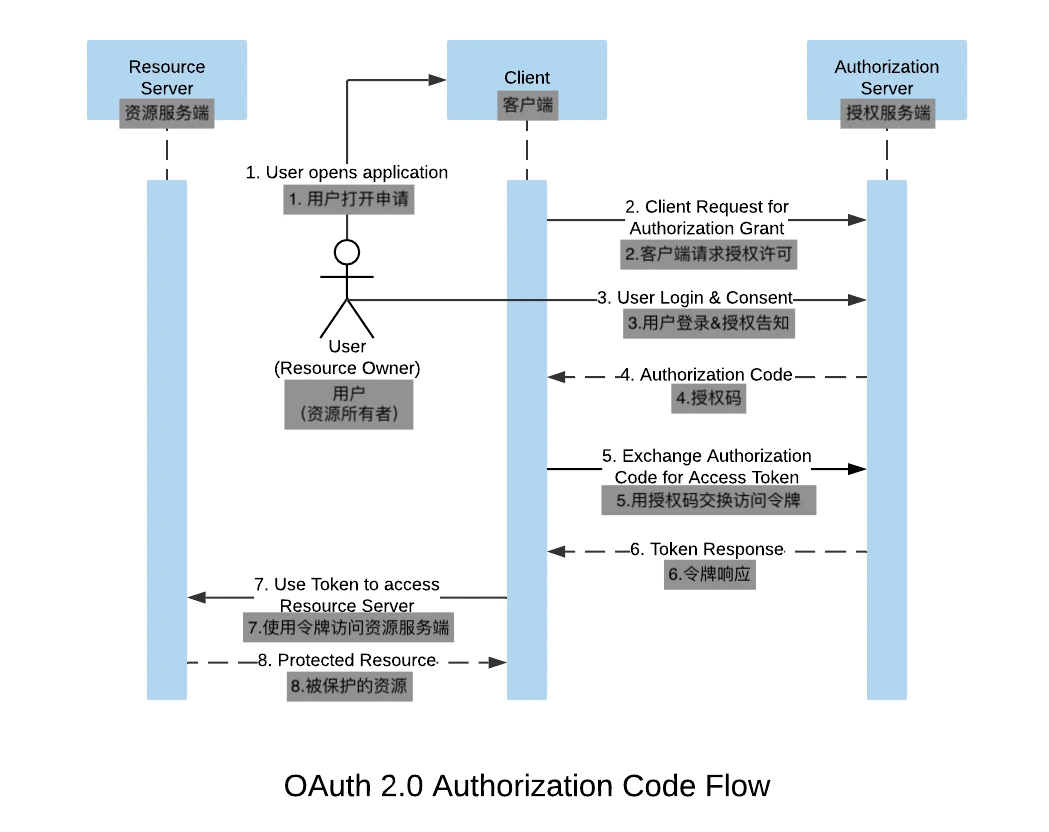 Resource
Server
资源服务端
Client
客户端
Authorization
Server
授权服务端
1. User opens application
1. 用户打开申请
2. Client Request for
Authorization Grant
2.客户端请求授权许可
3. User Login & Consent
3.用户登录&授权告知
User
(Resource Owner)
用户
（资源所有者）
4. Authorization Code
4.授权码
5. Exchange Authorization
Code for Access Token
5.用授权码交换访问令牌
6. Token Response
6.令牌响应
7. Use Token to access
Resource Server
7.使用令牌访问资源服务端
8. Protected Resource
8.被保护的资源
OAuth 2.0 Authorization Code Flow